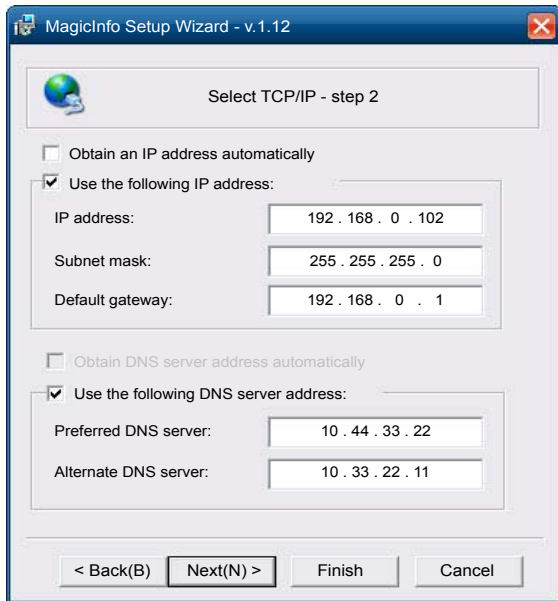 MagicInfo Setup Wizard - v.1.12
Select TCP/IP - step 2
Obtain an IP address automatically
Use the following IP address:
IP address: 192 . 168 . 0 . 102
Subnet mask: 255 . 255 . 255 . 0
Default gateway: 192 . 168 . 0 . 1
Obtain DNS server address automatically
Use the following DNS server address:
Preferred DNS server: 10 . 44 . 33 . 22
Alternate DNS server: 10 . 33 . 22 . 11
< Back(B) Next(N) > Finish Cancel